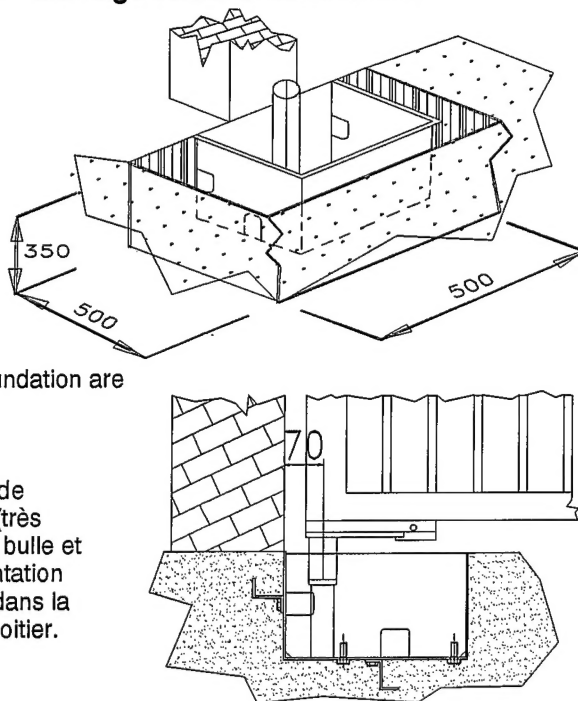 350
500
500
undation are
70
de
(très
bulle et
ntation
dans la
oitier.